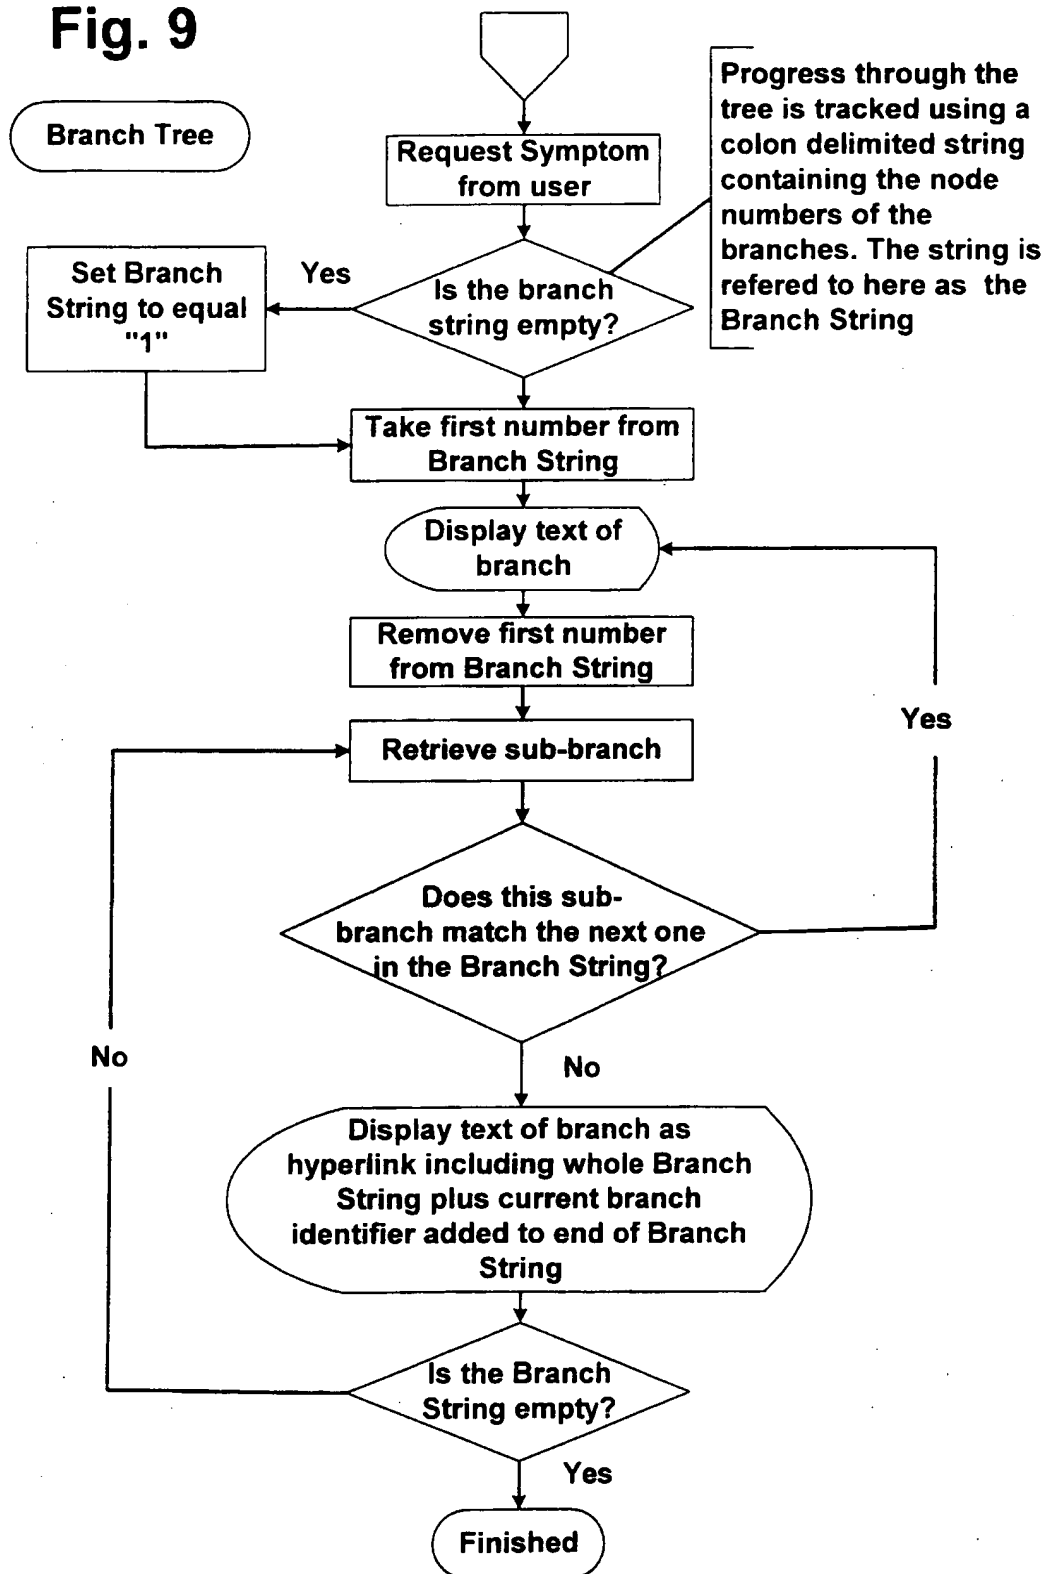 Fig. 9
Branch Tree
Request Symptom
from user
Progress through the
tree is tracked using a
colon delimited string
containing the node
numbers of the
branches. The string is
refered to here as the
Branch String
Is the branch
string empty?
Yes
Set Branch
String to equal
"1"
Take first number from
Branch String
Display text of
branch
Remove first number
from Branch String
Yes
Retrieve sub-branch
Does this sub-
branch match the next one
in the Branch String?
No
No
Display text of branch as
hyperlink including whole Branch
String plus current branch
identifier added to end of Branch
String
Is the Branch
String empty?
Yes
Finished